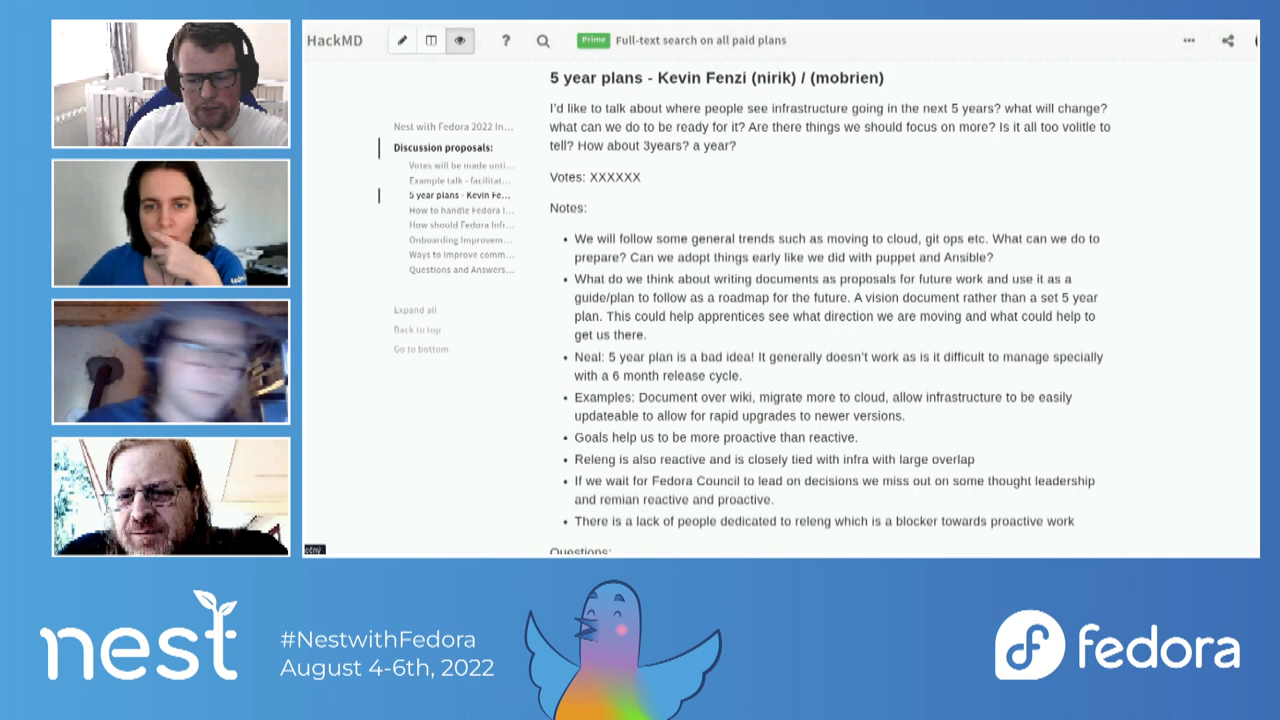 HackMD
Prime Full-text search on all paid plans
Nest with Fedora 2022 In...
Discussion proposals:
Votes will be made unti...
Example talk - facilitat...
5 year plans - Kevin Fe...
How to handle Fedora I...
How should Fedora Infr...
Onboarding Improvem...
Ways to improve comm...
Questions and Answers...
Expand all
Back to top
Go to bottom
5 year plans - Kevin Fenzi (nirik) / (mobrien)
I'd like to talk about where people see infrastructure going in the next 5 years? what will change?
what can we do to be ready for it? Are there things we should focus on more? Is it all too volitle to
tell? How about 3years? a year?
Votes: XXXXXX
Notes:
• We will follow some general trends such as moving to cloud, git ops etc. What can we do to
prepare? Can we adopt things early like we did with puppet and Ansible?
• What do we think about writing documents as proposals for future work and use it as a
guide/plan to follow as a roadmap for the future. A vision document rather than a set 5 year
plan. This could help apprentices see what direction we are moving and what could help to
get us there.
• Neal: 5 year plan is a bad idea! It generally doesn't work as is it difficult to manage specially
with a 6 month release cycle.
• Examples: Document over wiki, migrate more to cloud, allow infrastructure to be easily
updateable to allow for rapid upgrades to newer versions.
• Goals help us to be more proactive than reactive.
• Releng is also reactive and is closely tied with infra with large overlap
• If we wait for Fedora Council to lead on decisions we miss out on some thought leadership
and remian reactive and proactive.
• There is a lack of people dedicated to releng which is a blocker towards proactive work
Questions:
nest
#NestwithFedora
August 4-6th, 2022
fedora